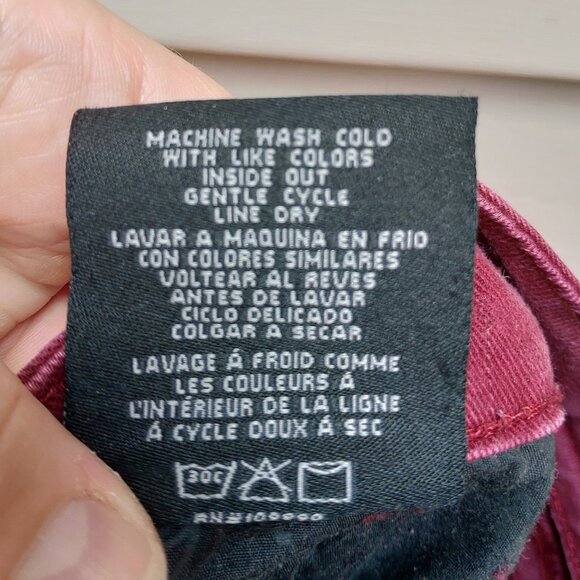 MACHINE WASH COLD
WITH LIKE COLORS
INSIDE OUT
GENTLE CYCLE
LINE DRY
LAVAR A MAQUINA EN FRIO
CON COLORES SIMILARES
VOLTEAR AL REVES
ANTES DE LAVAR
CICLO DELICADO
COLGAR A SECAR
LAVAGE Á FROID COMME
LES COULEURS Á
L'INTÉRIEUR DE LA LIGNE
Á CYCLE DOUX Á SEC
30C